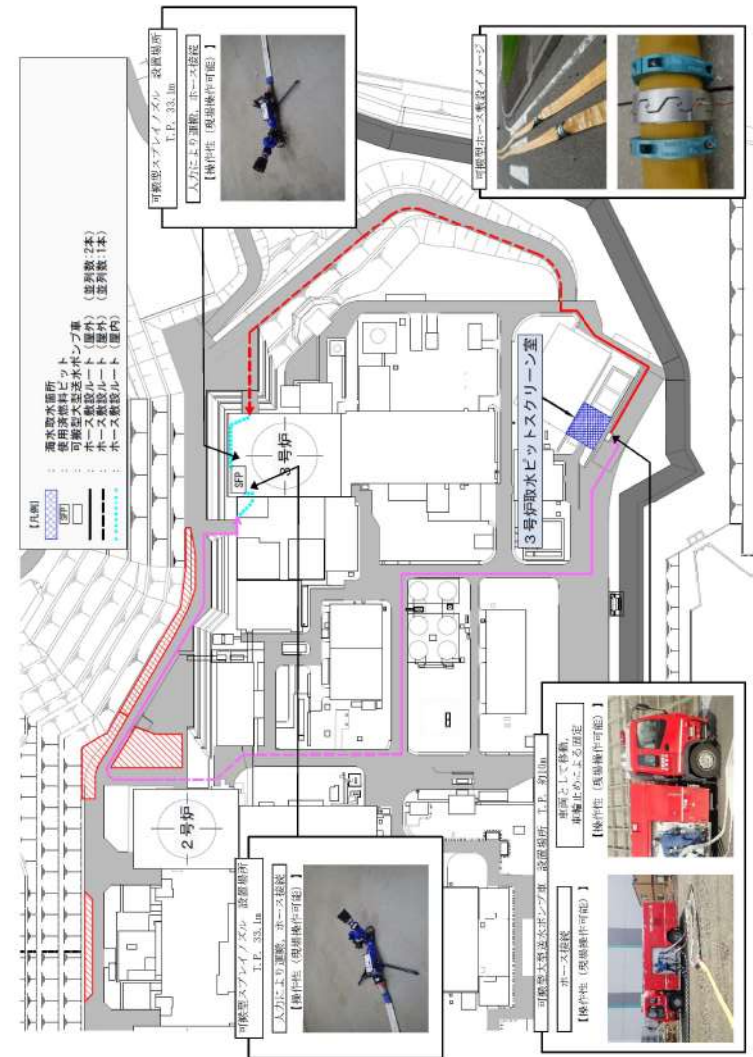 【凡例】
: 海水取水箇所
SFP : 使用済燃料ピット
: 可搬型大型送水ポンプ車
: ホース敷設ルート（屋外）（並列数:2本）
: ホース敷設ルート（屋外）（並列数:1本）
: ホース敷設ルート（屋内）
可搬型スプレイノズル 設置場所
T.P. 33.1m
人力により運搬，ホース接続
【操作性（現場操作可能）】
SFP
3号炉
2号炉
3号炉取水ピットスクリーン室
可搬型ホース敷設イメージ
可搬型スプレイノズル 設置場所
T.P. 33.1m
人力により運搬，ホース接続
【操作性（現場操作可能）】
可搬型大型送水ポンプ車 設置場所 T.P. 約10m
ホース接続
【操作性（現場操作可能）】
車両として移動，
車輪止めによる固定
【操作性（現場操作可能）】